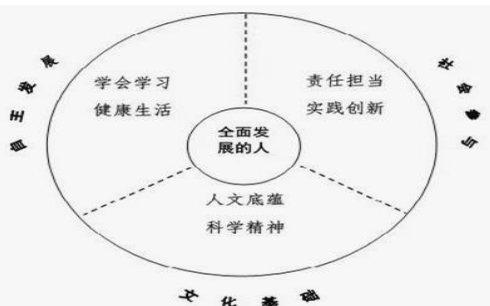 自主发展
学会学习
健康生活
责任担当
实践创新
社会参与
全面发
展的人
人文底蕴
科学精神
文化基础